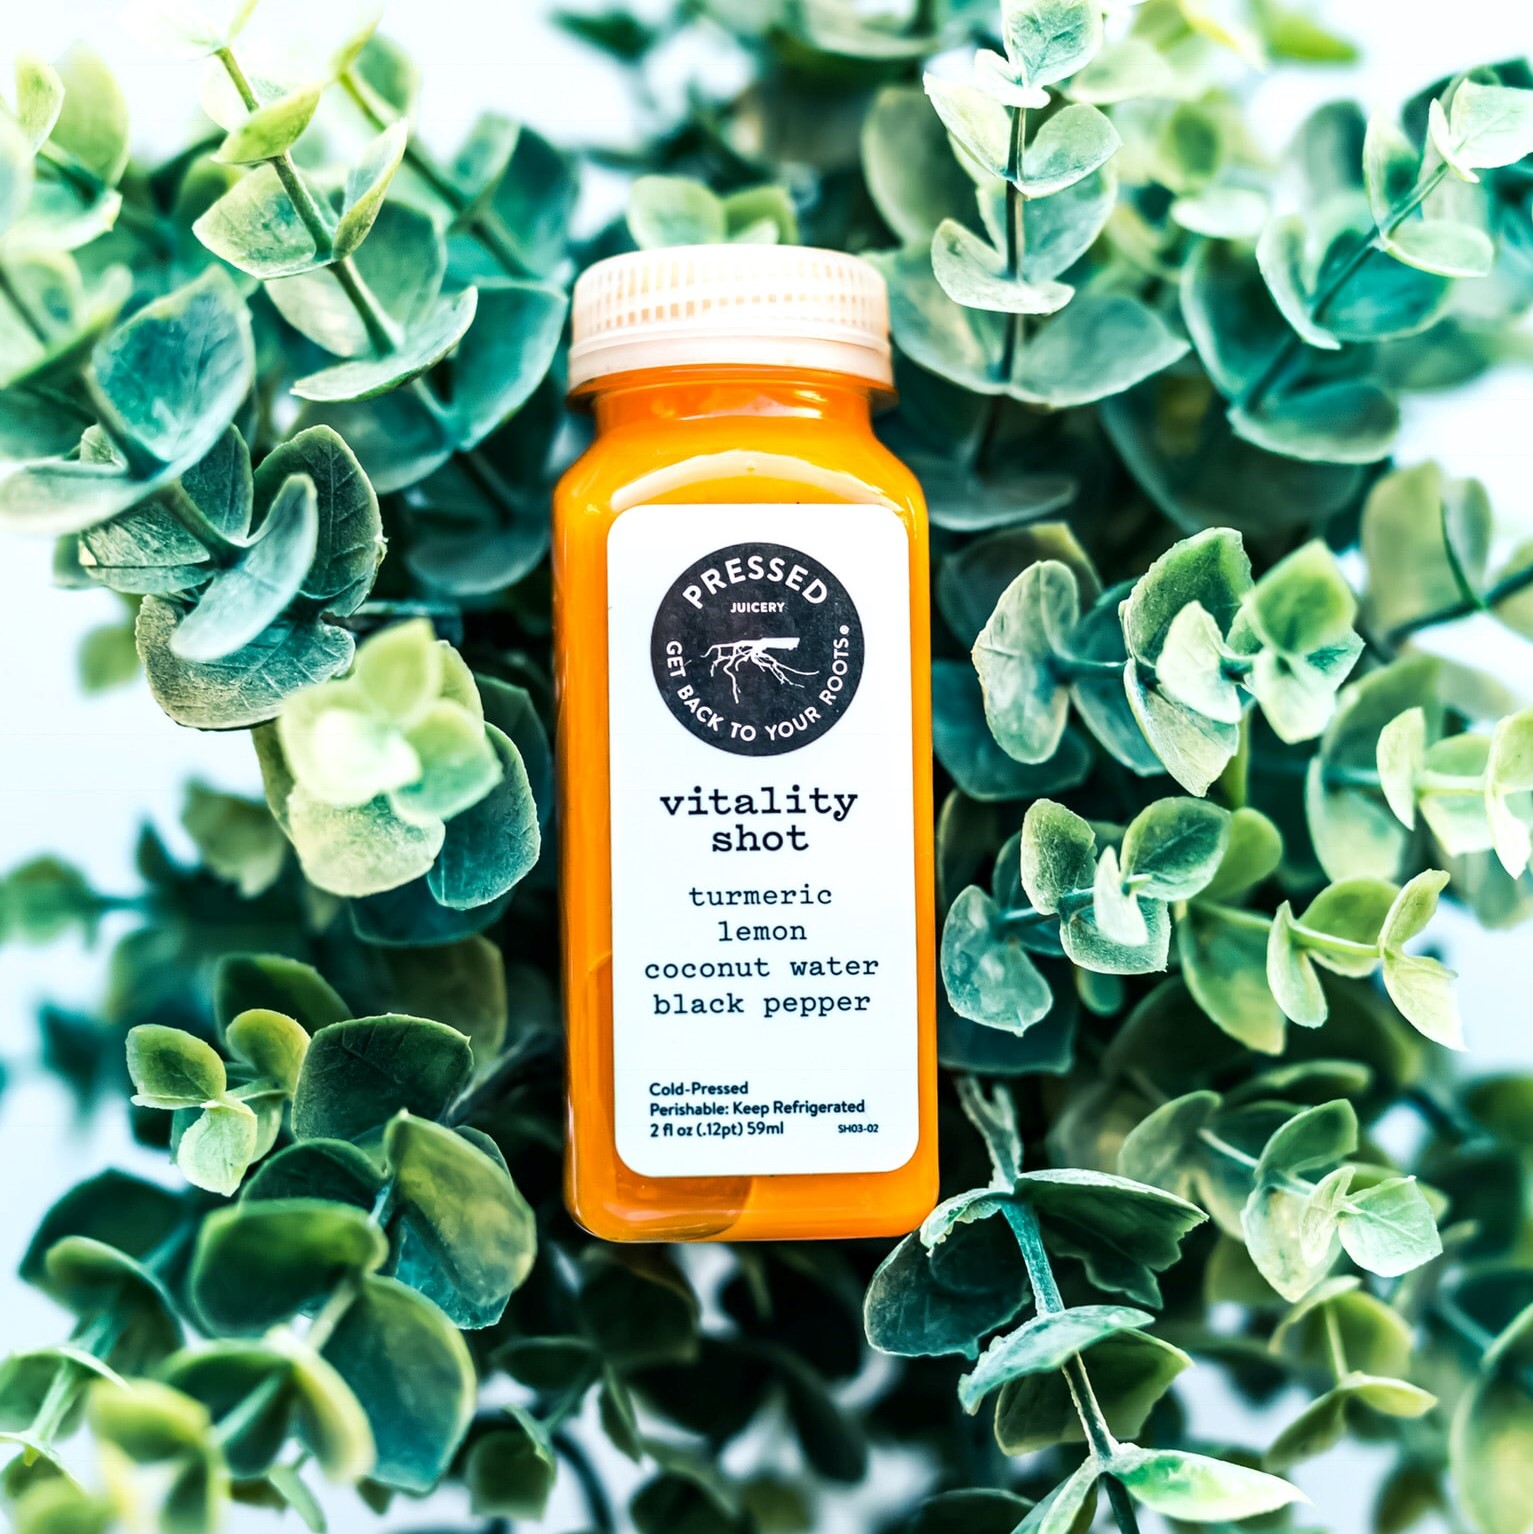 PRESSED
JUICERY
GET BACK TO YOUR ROOTS®
vitality
shot
turmeric
lemon
coconut water
black pepper
Cold-Pressed
Perishable: Keep Refrigerated
2 fl oz (.12pt) 59ml SH03-02